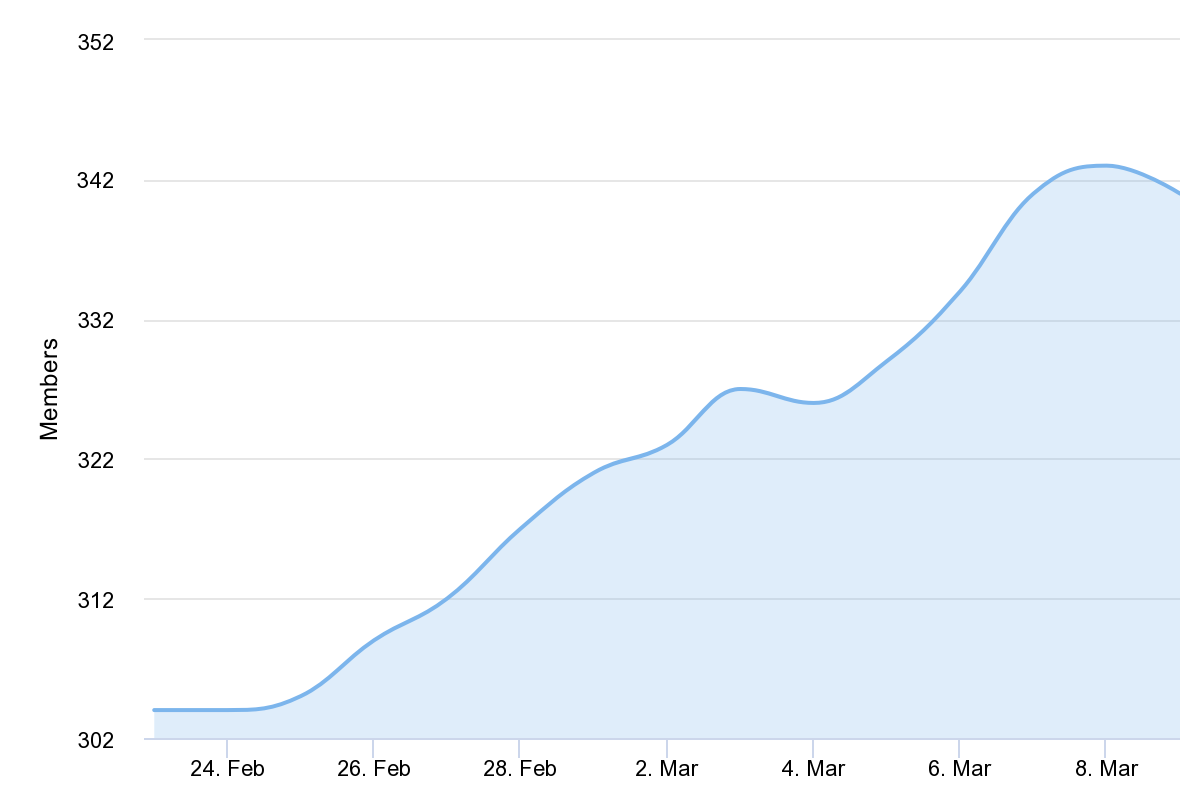 352
342
332
322
312
302
Members
24. Feb
26. Feb
28. Feb
2. Mar
4. Mar
6. Mar
8. Mar